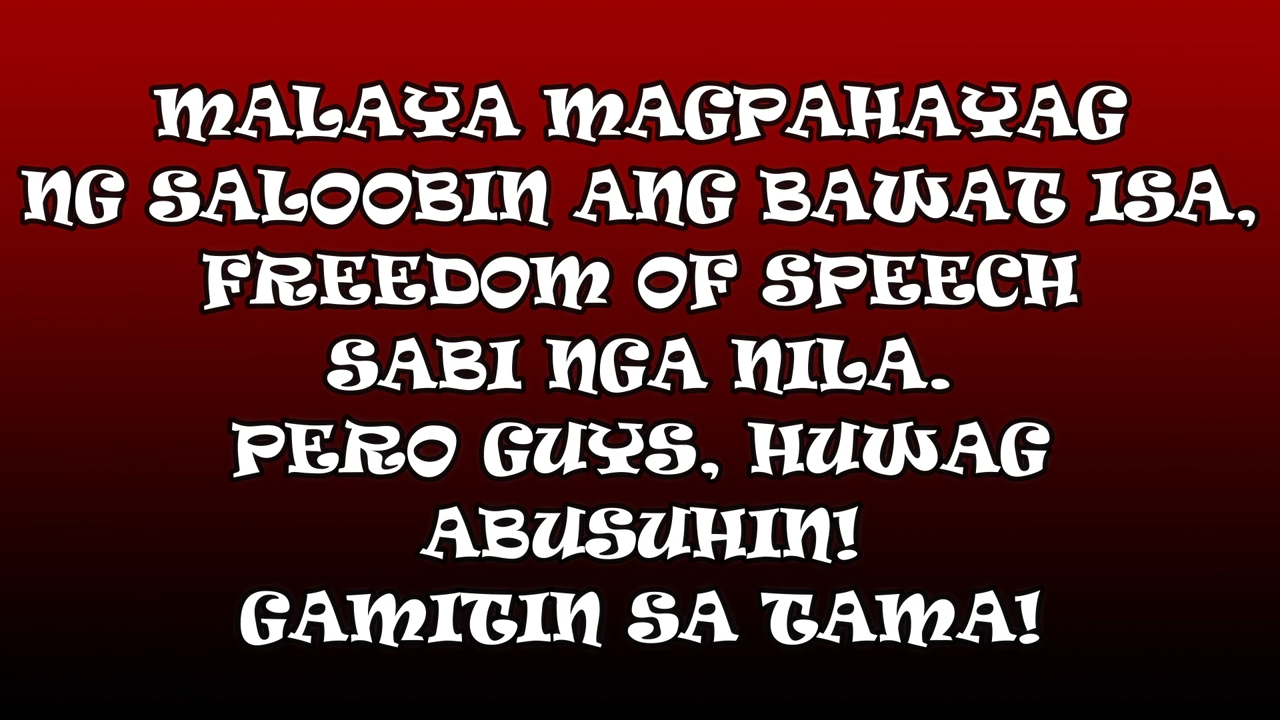 MALAYA MAGPAHAYAG
NG SALOOBIN ANG BAWAT ISA,
FREEDOM OF SPEECH
SABI NGA NILA.
PERO GUYS, HUWAG
ABUSUHIN!
GAMITIN SA TAMA!